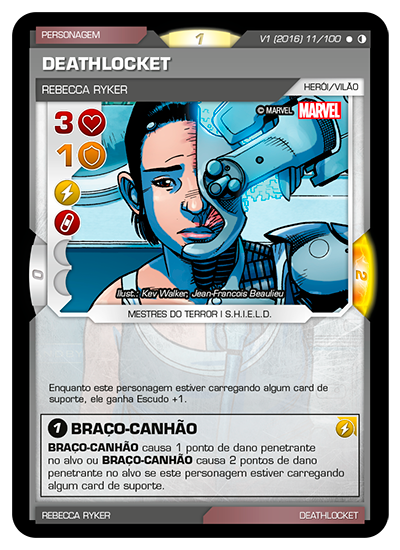 PERSONAGEM
1
V1 (2016) 11/100
DEATHLOCKET
REBECCA RYKER
HERÓI/VILÃO
© MARVEL MARVEL
3
1
0
2
Ilust.: Kev Walker, Jean-Francois Beaulieu
MESTRES DO TERROR | S.H.I.E.L.D.
Enquanto este personagem estiver carregando algum card de
suporte, ele ganha Escudo +1.
1 BRAÇO-CANHÃO
BRAÇO-CANHÃO causa 1 ponto de dano penetrante
no alvo ou BRAÇO-CANHÃO causa 2 pontos de dano
penetrante no alvo se este personagem estiver carregando
algum card de suporte.
REBECCA RYKER
DEATHLOCKET